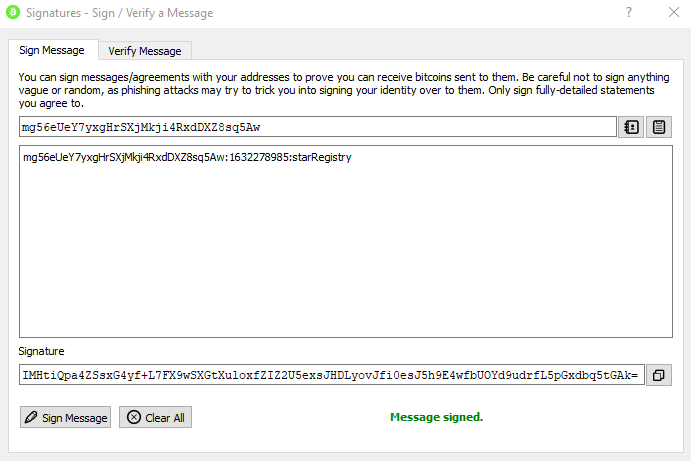 Signatures - Sign / Verify a Message
Sign Message
Verify Message
You can sign messages/agreements with your addresses to prove you can receive bitcoins sent to them. Be careful not to sign anything
vague or random, as phishing attacks may try to trick you into signing your identity over to them. Only sign fully-detailed statements
you agree to.
mg56eUeY7yxgHrSXjMkji4RxdDXZ8sq5Aw
mg56eUeY7yxgHrSXjMkji4RxdDXZ8sq5Aw:1632278985:starRegistry
Signature
IMHtiQpa4ZSsxG4yf+L7FX9wSXGtXuloxfZIZ2U5exsJHDLyovJfi0esJ5h9E4wfbUOYd9udrfL5pGxdbq5tGAk=
Sign Message
Clear All
Message signed.